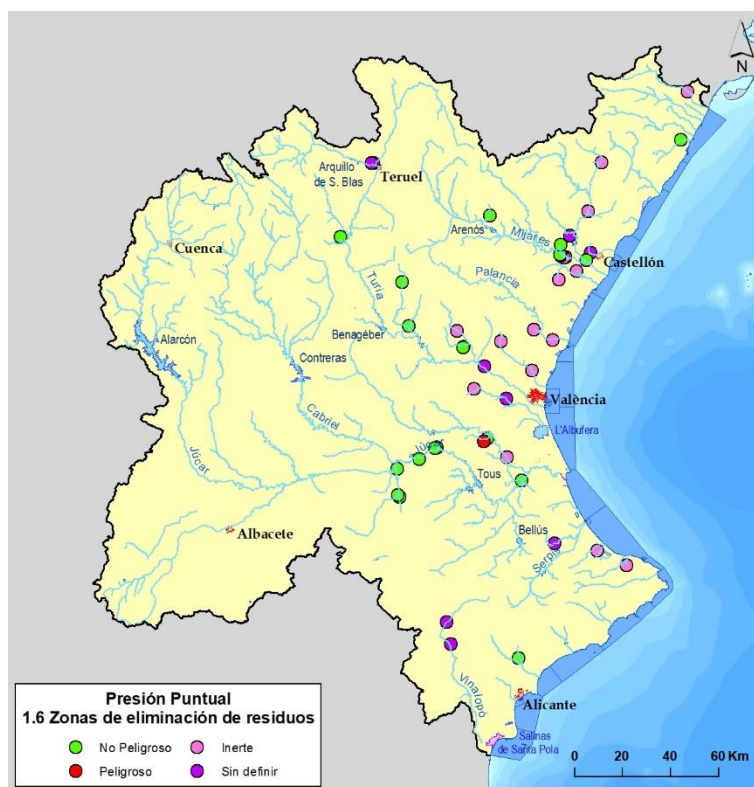 N
Arquillo
de S. Blas
Teruel
Arenós
Mijares
Cuenca
Castellón
Palancia
Turia
Benagéber
Alarcón
Contreras
València
Cabriel
L'Albufera
Júcar
Júcar
Tous
Albacete
Bellús
Serpis
Vinalopó
Alicante
Salinas
de Santa Pola
Presión Puntual
1.6 Zonas de eliminación de residuos
No Peligroso
Inerte
Peligroso
Sin definir
0 20 40 60 Km